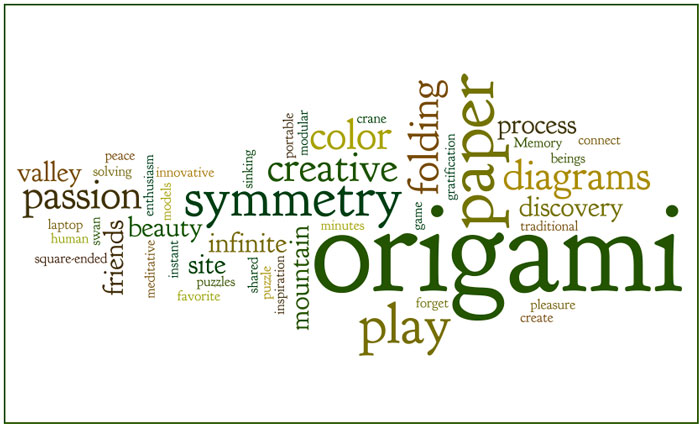 origami
paper
symmetry
play
folding
passion
creative
color
diagrams
process
discovery
valley
beauty
friends
infinite
site
mountain
Memory
connect
beings
traditional
gratification
game
crane
modular
portable
sinking
peace
solving
enthusiasm
innovative
models
laptop
human
swan
square-ended
meditative
instant
puzzles
favorite
shared
puzzle
inspiration
minutes
forget
pleasure
create